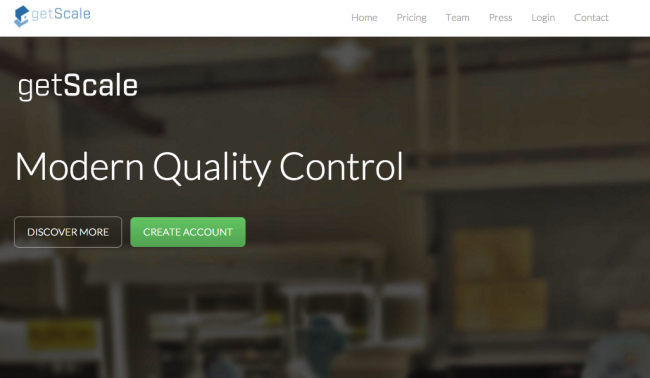 getScale
Home Pricing Team Press Login Contact
getScale
Modern Quality Control
DISCOVER MORE
CREATE ACCOUNT